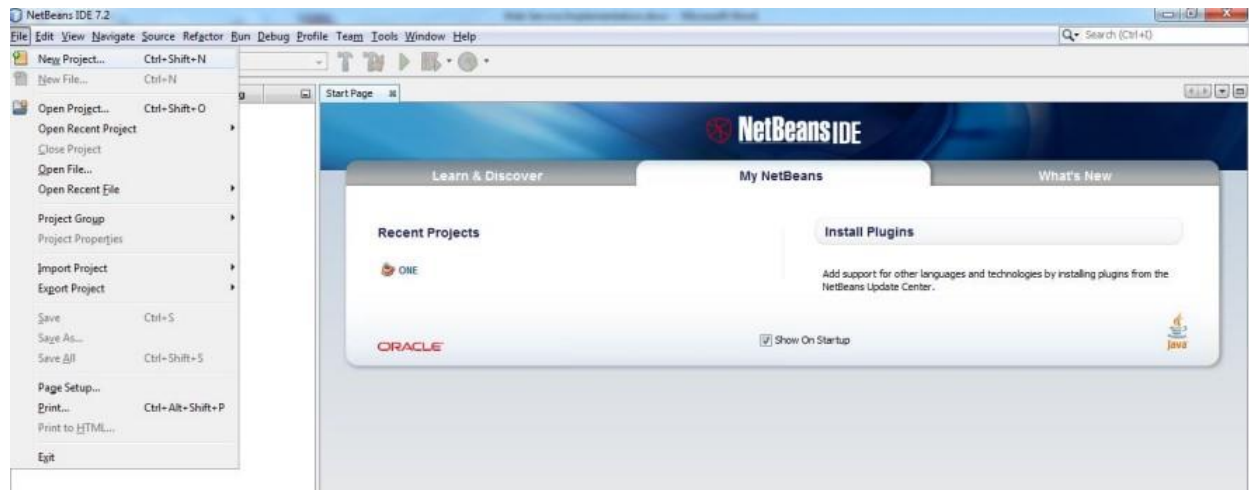 NetBeans IDE 7.2
File Edit View Navigate Source Refactor Run Debug Profile Team Tools Window Help
Search (Ctrl+I)
New Project... Ctrl+Shift+N
New File... Ctrl+N
Open Project... Ctrl+Shift+O
Open Recent Project
Close Project
Open File...
Open Recent File
Project Group
Project Properties
Import Project
Export Project
Save Ctrl+S
Save As...
Save All Ctrl+Shift+S
Page Setup...
Print... Ctrl+Alt+Shift+P
Print to HTML...
Exit
Start Page
NetBeans IDE
Learn & Discover
My NetBeans
What's New
Recent Projects
ONE
Install Plugins
Add support for other languages and technologies by installing plugins from the
NetBeans Update Center.
ORACLE
Show On Startup
Java